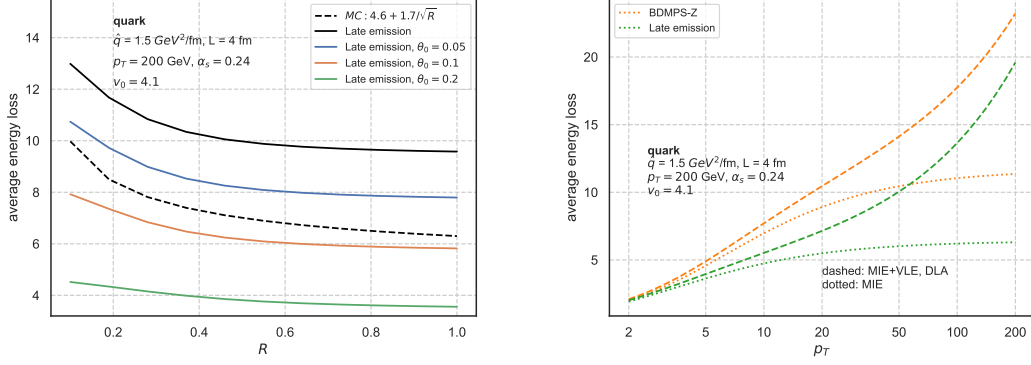 quark
q̂ = 1.5 GeV²/fm, L = 4 fm
p_T = 200 GeV, α_s = 0.24
v₀ = 4.1
MC: 4.6 + 1.7/√R
Late emission
Late emission, θ₀ = 0.05
Late emission, θ₀ = 0.1
Late emission, θ₀ = 0.2
average energy loss
14
12
10
8
6
4
0.2
0.4
0.6
0.8
1.0
R
BDMPS-Z
Late emission
quark
q̂ = 1.5 GeV²/fm, L = 4 fm
p_T = 200 GeV, α_s = 0.24
v₀ = 4.1
dashed: MIE+VLE, DLA
dotted: MIE
average energy loss
20
15
10
5
2
5
10
20
50
100
200
p_T